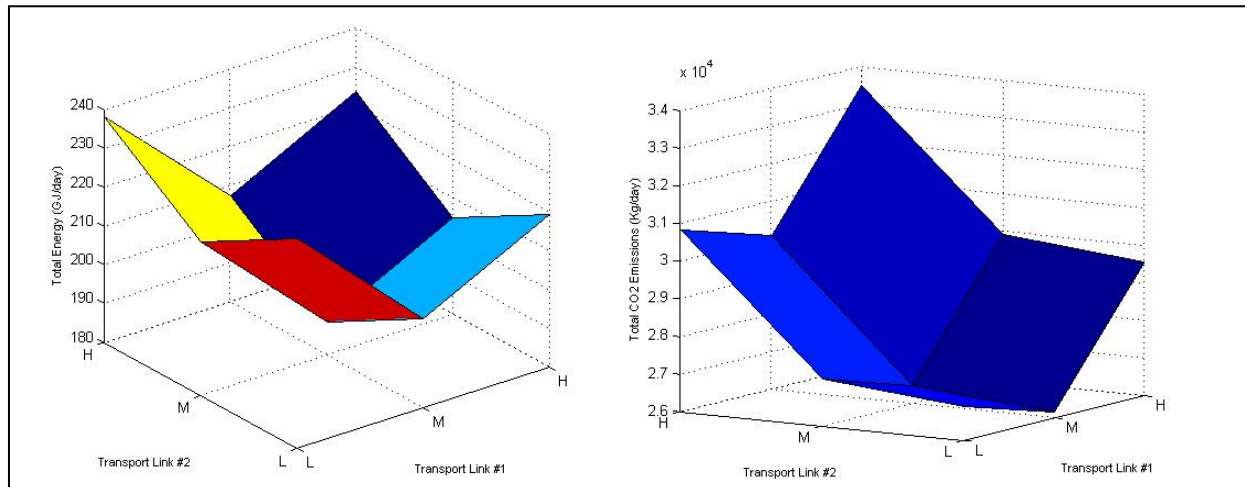 240
230
220
210
200
190
180
Total Energy (GJ/day)
H
M
L
Transport Link #2
L
M
H
Transport Link #1
x 10^4
3.4
3.3
3.2
3.1
3
2.9
2.8
2.7
2.6
Total CO2 Emissions (Kg/day)
H
M
L
Transport Link #2
L
M
H
Transport Link #1